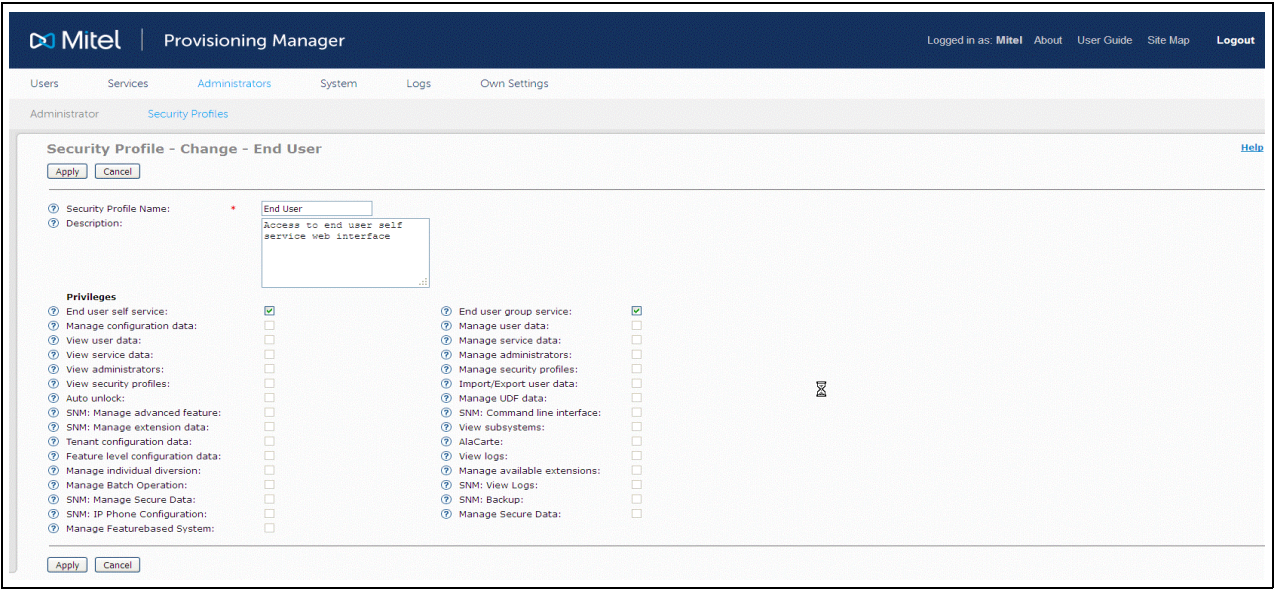 Mitel | Provisioning Manager
Logged in as: Mitel About User Guide Site Map Logout
Users Services Administrators System Logs Own Settings
Administrator Security Profiles
Security Profile - Change - End User
Help
Apply Cancel
? Security Profile Name: * End User
? Description: Access to end user self
service web interface
Privileges
? End user self service: ? End user group service:
? Manage configuration data: ? Manage user data:
? View user data: ? Manage service data:
? View service data: ? Manage administrators:
? View administrators: ? Manage security profiles:
? View security profiles: ? Import/Export user data:
? Auto unlock: ? Manage UDF data:
? SNM: Manage advanced feature: ? SNM: Command line interface:
? SNM: Manage extension data: ? View subsystems:
? Tenant configuration data: ? AlaCarte:
? Feature level configuration data: ? View logs:
? Manage individual diversion: ? Manage available extensions:
? Manage Batch Operation: ? SNM: View Logs:
? SNM: Manage Secure Data: ? SNM: Backup:
? SNM: IP Phone Configuration: ? Manage Secure Data:
? Manage Featurebased System:
Apply Cancel